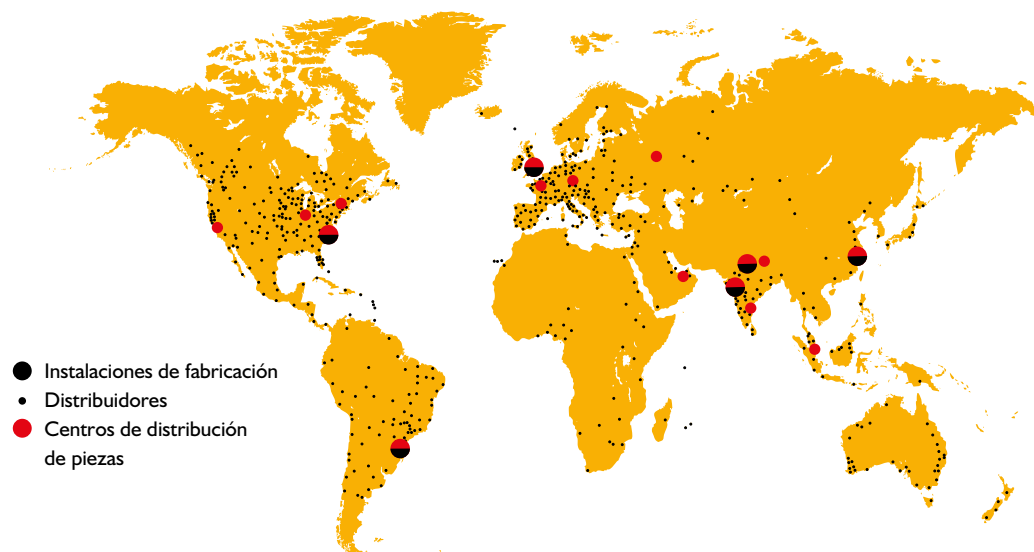 Instalaciones de fabricación
Distribuidores
Centros de distribución
de piezas